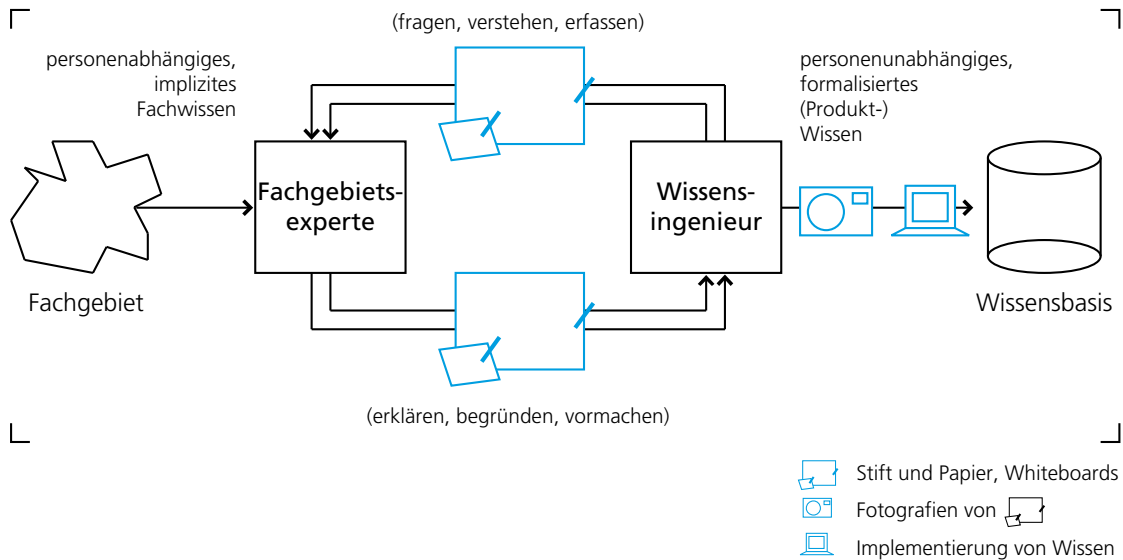 (fragen, verstehen, erfassen)
personenabhängiges,
implizites
Fachwissen
personenunabhängiges,
formalisiertes
(Produkt-)
Wissen
Fachgebiets-
experte
Wissens-
ingenieur
Fachgebiet
Wissensbasis
(erklären, begründen, vormachen)
Stift und Papier, Whiteboards
Fotografien von
Implementierung von Wissen